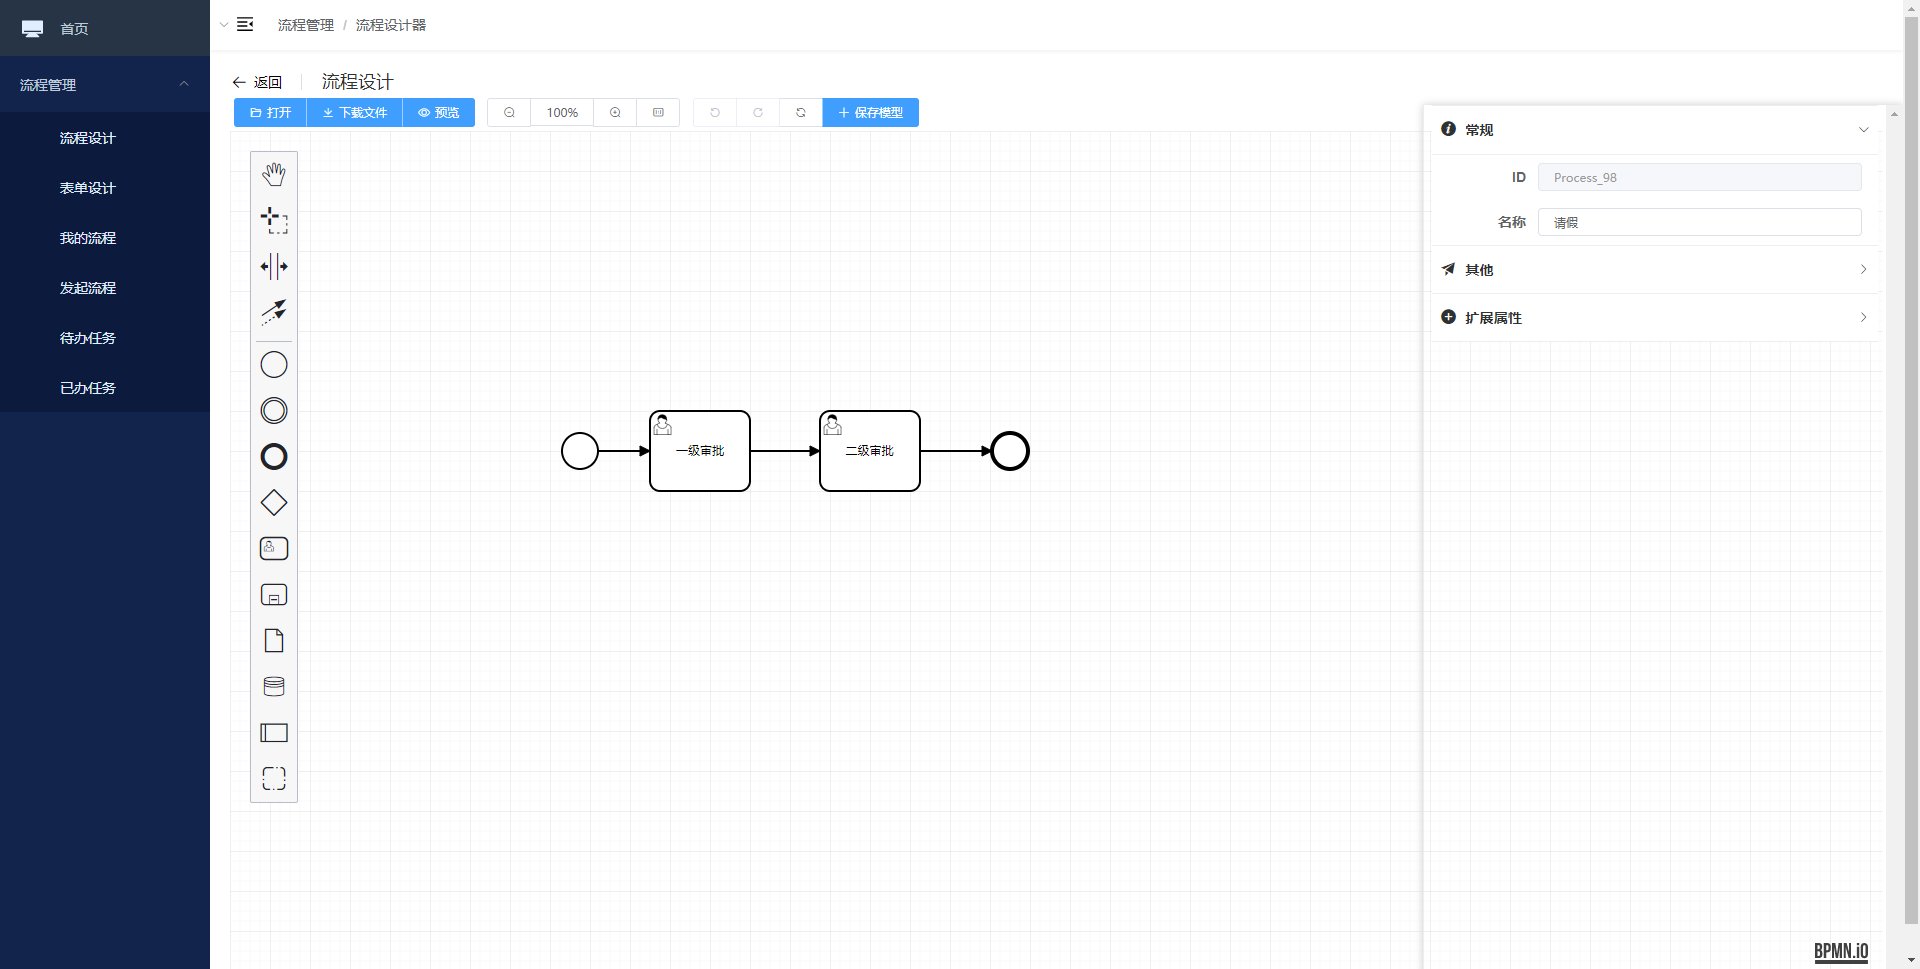 首页
流程管理 / 流程设计器
流程管理
流程设计
表单设计
我的流程
发起流程
待办任务
已办任务
返回 流程设计
打开 下载文件 预览 100% 保存模型
常规
ID Process_98
名称 请假
其他
扩展属性
一级审批 二级审批
BPMN.iO